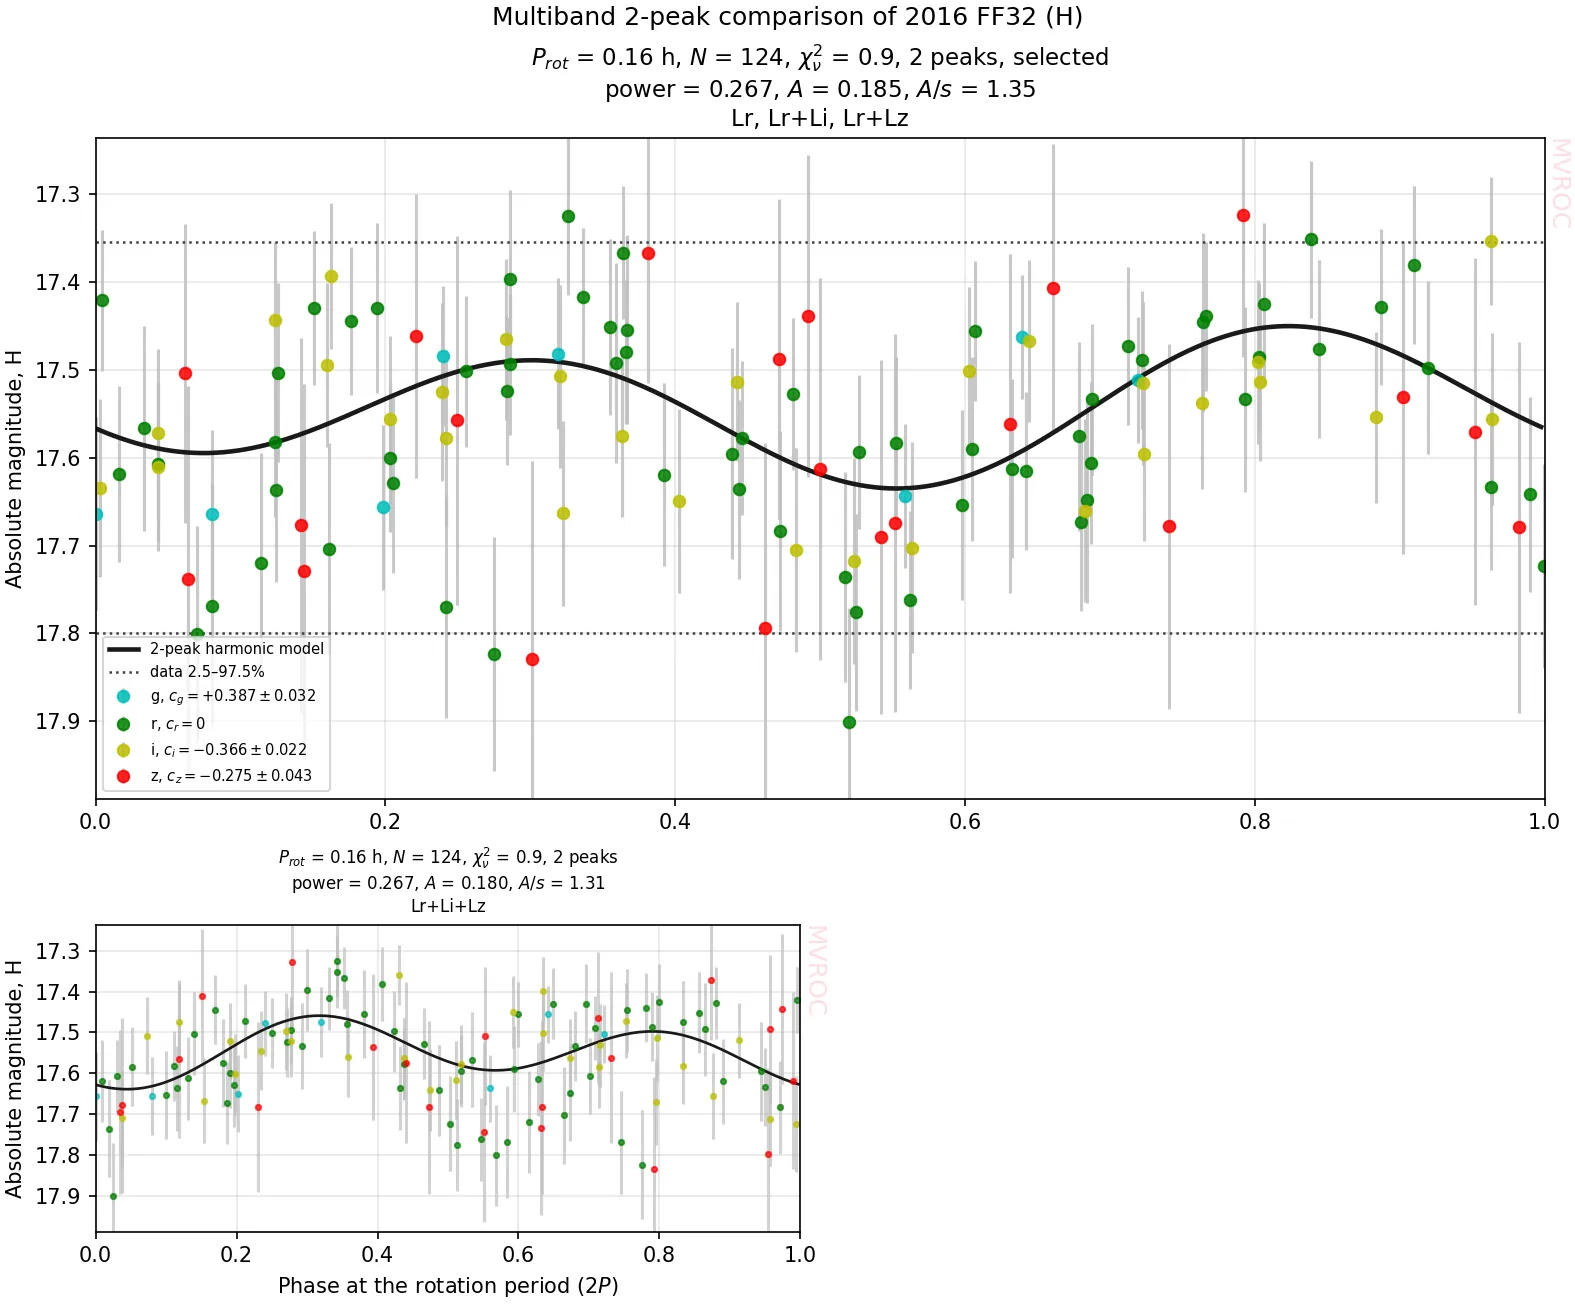 Multiband 2-peak comparison of 2016 FF32 (H)
P_rot = 0.16 h, N = 124, χ²_ν = 0.9, 2 peaks, selected
power = 0.267, A = 0.185, A/s = 1.35
Lr, Lr+Li, Lr+Lz
MVROC
Absolute magnitude, H
17.3
17.4
17.5
17.6
17.7
17.8
17.9
2-peak harmonic model
data 2.5–97.5%
g, c_g = +0.387 ± 0.032
r, c_r = 0
i, c_i = −0.366 ± 0.022
z, c_z = −0.275 ± 0.043
0.0 0.2 0.4 0.6 0.8 1.0
P_rot = 0.16 h, N = 124, χ²_ν = 0.9, 2 peaks
power = 0.267, A = 0.180, A/s = 1.31
Lr+Li+Lz
MVROC
Absolute magnitude, H
17.3
17.4
17.5
17.6
17.7
17.8
17.9
0.0 0.2 0.4 0.6 0.8 1.0
Phase at the rotation period (2P)